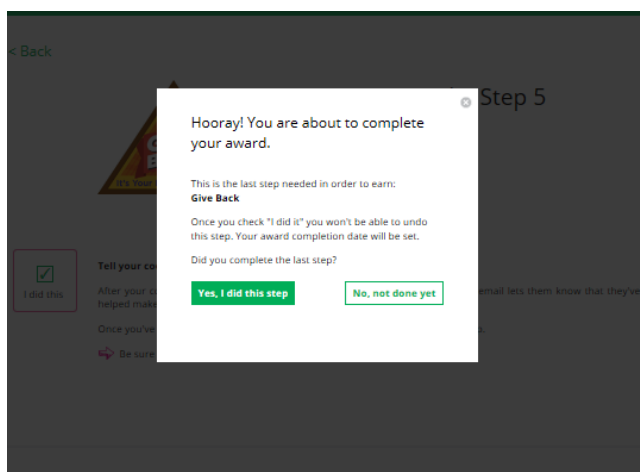 < Back
Step 5
It's Your
Hooray! You are about to complete
your award.
This is the last step needed in order to earn:
Give Back
Once you check "I did it" you won't be able to undo
this step. Your award completion date will be set.
Did you complete the last step?
Yes, I did this step
No, not done yet
I did this
Tell your co
After your cu
email lets them know that they've
helped make
Once you've
Be sure